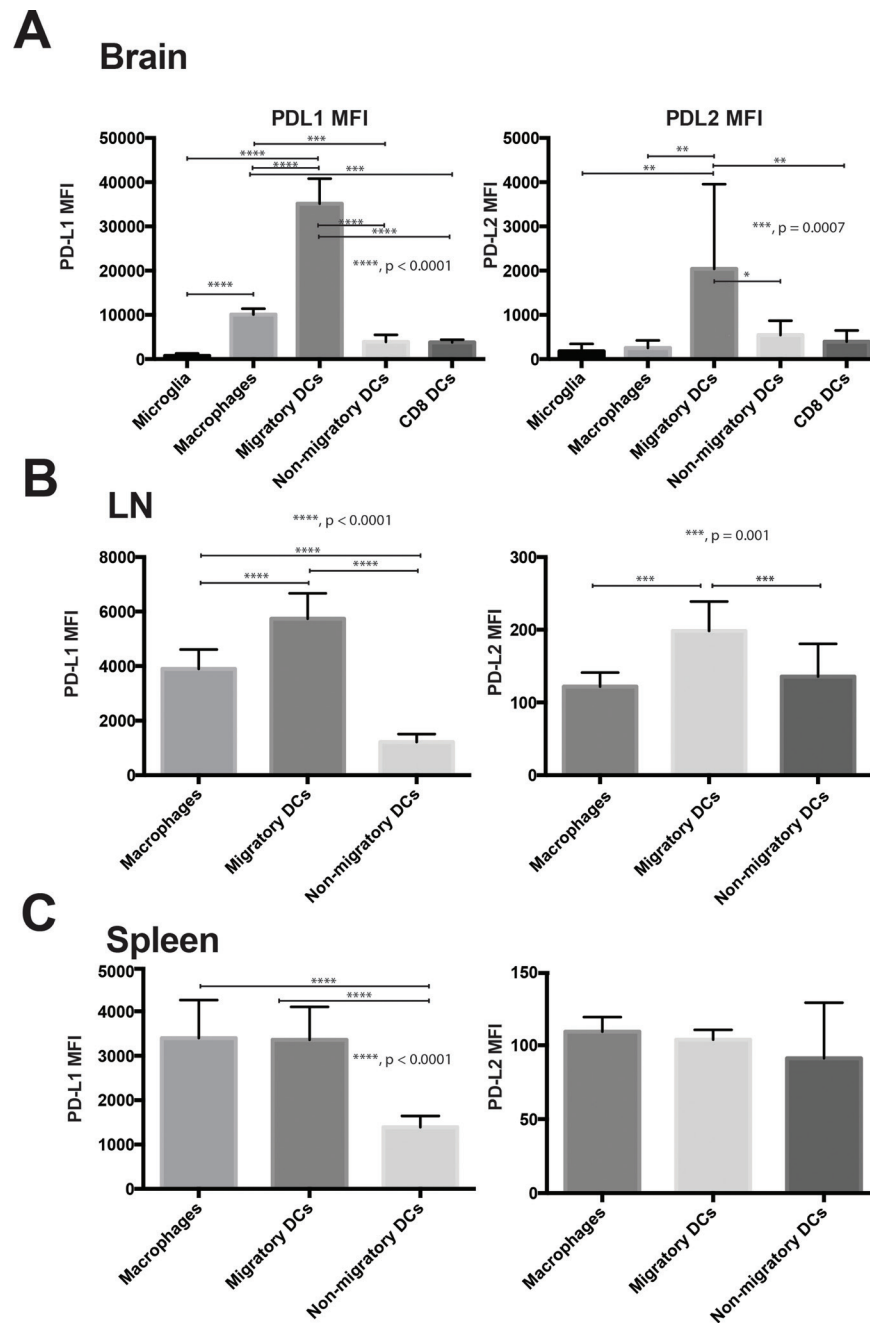 A
Brain
PDL1 MFI
PD-L1 MFI
50000
40000
30000
20000
10000
0
***
****
****
***
****
****
****
****, p < 0.0001
Microglia
Macrophages
Migratory DCs
Non-migratory DCs
CD8 DCs
PDL2 MFI
PD-L2 MFI
5000
4000
2000
1000
0
**
**
**
***, p = 0.0007
*
Microglia
Macrophages
Migratory DCs
Non-migratory DCs
CD8 DCs
B
LN
****, p < 0.0001
PD-L1 MFI
8000
6000
4000
2000
0
****
****
****
Macrophages
Migratory DCs
Non-migratory DCs
***, p = 0.001
PD-L2 MFI
300
200
100
0
***
***
Macrophages
Migratory DCs
Non-migratory DCs
C
Spleen
PD-L1 MFI
5000
4000
3000
2000
1000
0
****
****
****, p < 0.0001
Macrophages
Migratory DCs
Non-migratory DCs
PD-L2 MFI
150
100
50
0
Macrophages
Migratory DCs
Non-migratory DCs